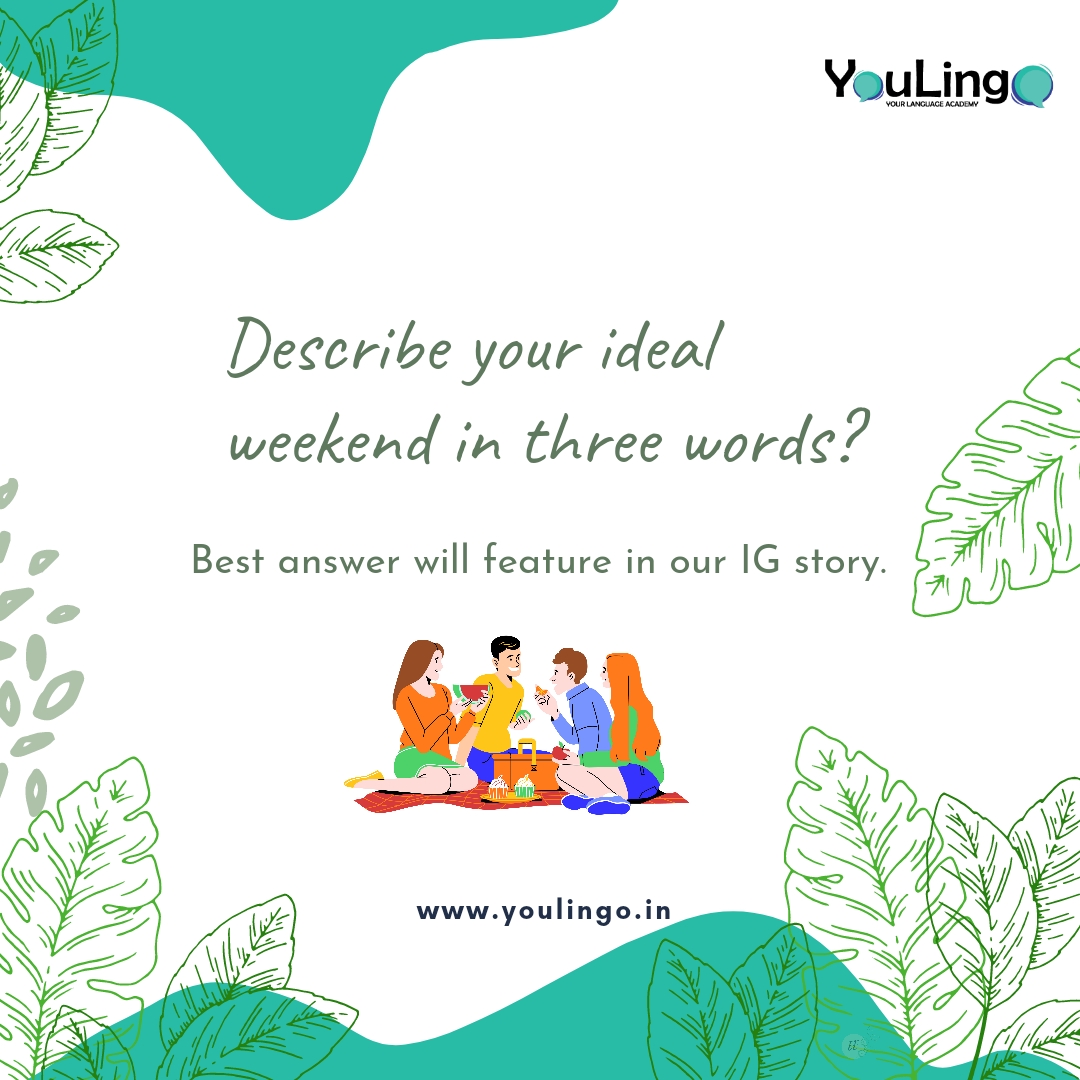 YouLingo
YOUR LANGUAGE ACADEMY
Describe your ideal
weekend in three words?
Best answer will feature in our IG story.
www.youlingo.in